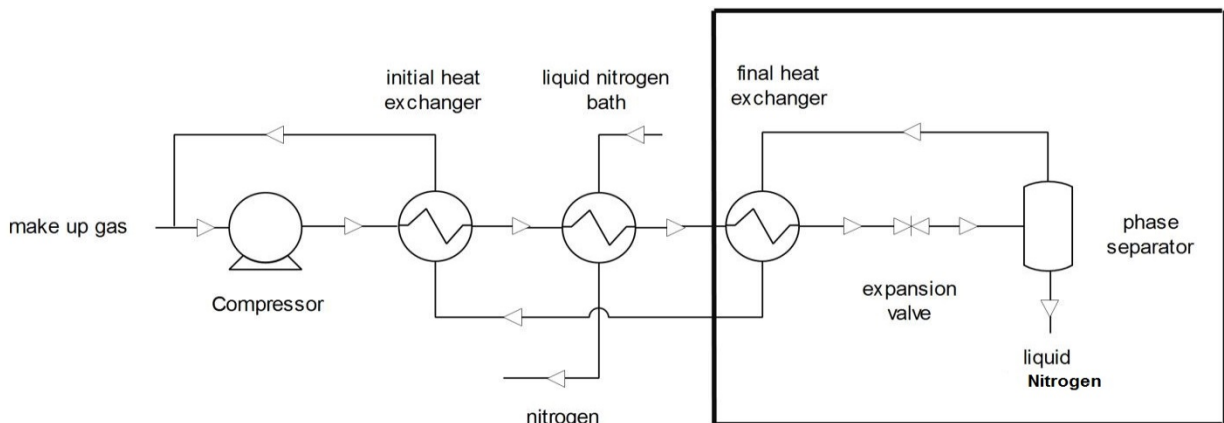 initial heat
exchanger
liquid nitrogen
bath
final heat
exchanger
make up gas
Compressor
expansion
valve
phase
separator
liquid
Nitrogen
nitrogen